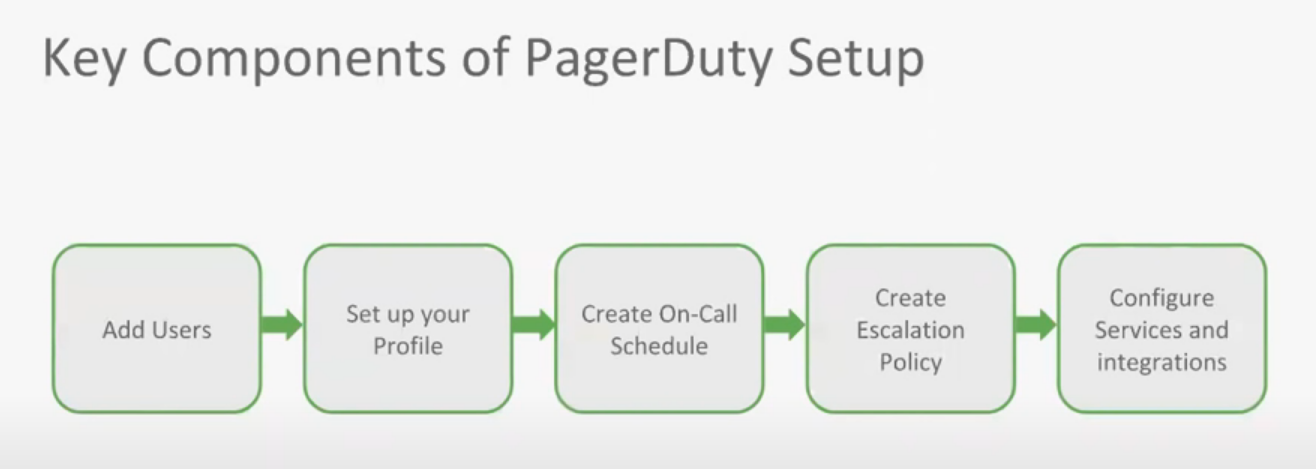 Key Components of PagerDuty Setup
Add Users
Set up your
Profile
Create On-Call
Schedule
Create
Escalation
Policy
Configure
Services and
integrations